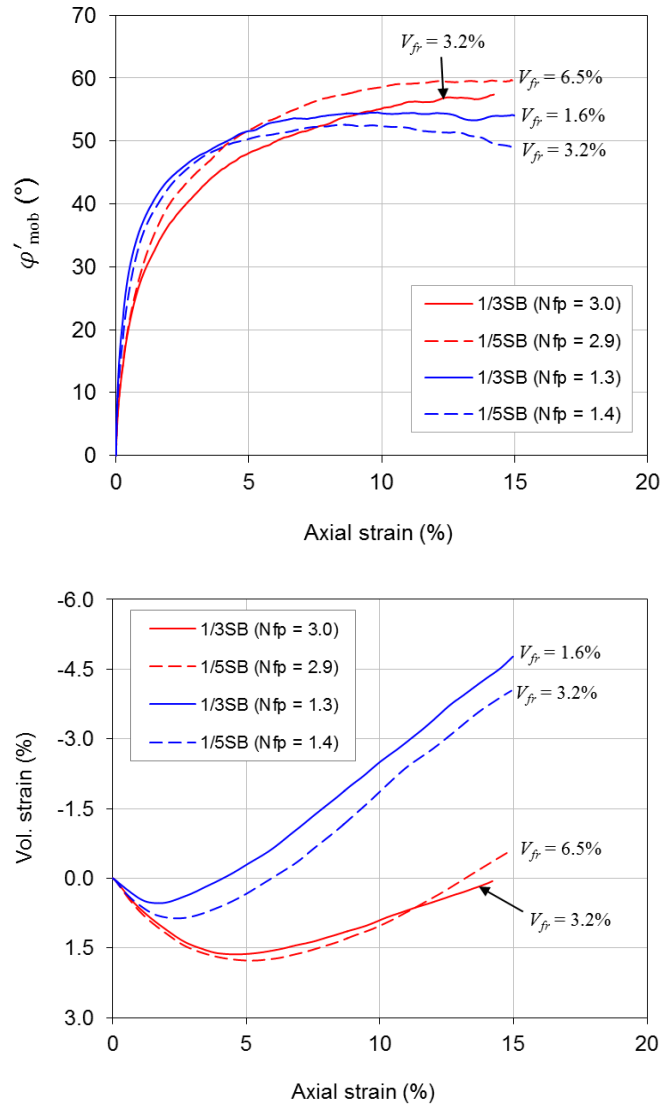 70
60
50
40
30
20
10
0
φ′mob (°)
Vfr = 3.2%
Vfr = 6.5%
Vfr = 1.6%
Vfr = 3.2%
1/3SB (Nfp = 3.0)
1/5SB (Nfp = 2.9)
1/3SB (Nfp = 1.3)
1/5SB (Nfp = 1.4)
0
5
10
15
20
Axial strain (%)
-6.0
-4.5
-3.0
-1.5
0.0
1.5
3.0
Vol. strain (%)
1/3SB (Nfp = 3.0)
1/5SB (Nfp = 2.9)
1/3SB (Nfp = 1.3)
1/5SB (Nfp = 1.4)
Vfr = 1.6%
Vfr = 3.2%
Vfr = 6.5%
Vfr = 3.2%
0
5
10
15
20
Axial strain (%)